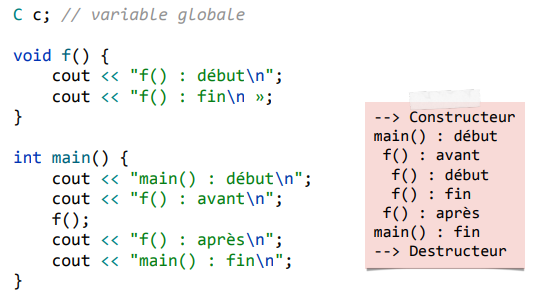 C c; // variable globale
void f() {
    cout << "f() : début\n";
    cout << "f() : fin\n »;
}
int main() {
    cout << "main() : début\n";
    cout << "f() : avant\n";
    f();
    cout << "f() : après\n";
    cout << "main() : fin\n";
}
--> Constructeur
main() : début
 f() : avant
  f() : début
  f() : fin
 f() : après
main() : fin
--> Destructeur